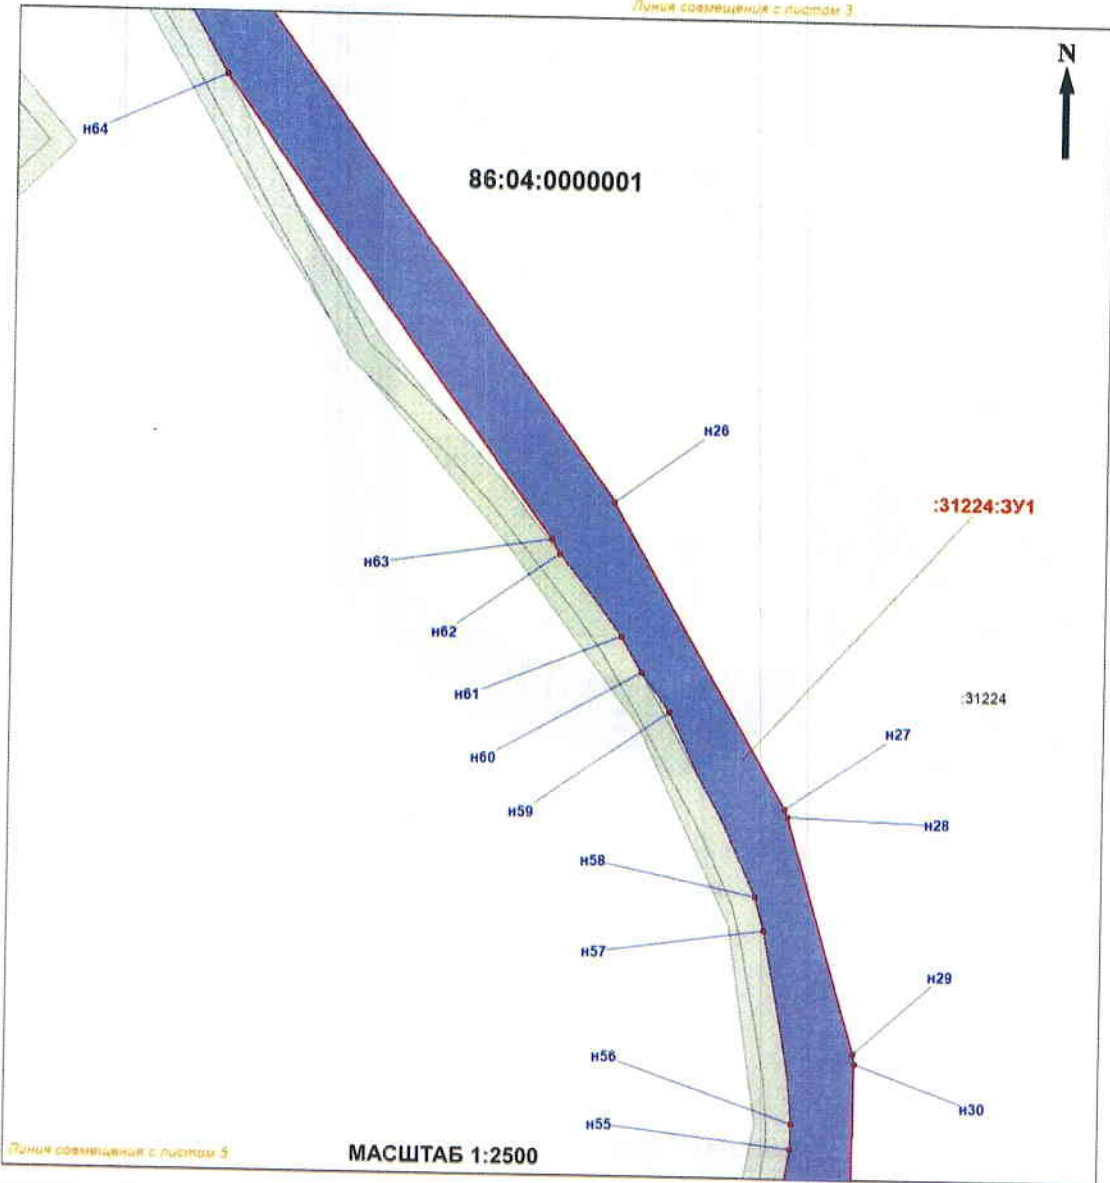 Линия совмещения с листом 3
N
н64
86:04:0000001
н26
:31224:ЗУ1
н63
н62
н61
:31224
н27
н60
н59
н28
н58
н57
н29
н56
н30
н55
Линия совмещения с листом 5
МАСШТАБ 1:2500